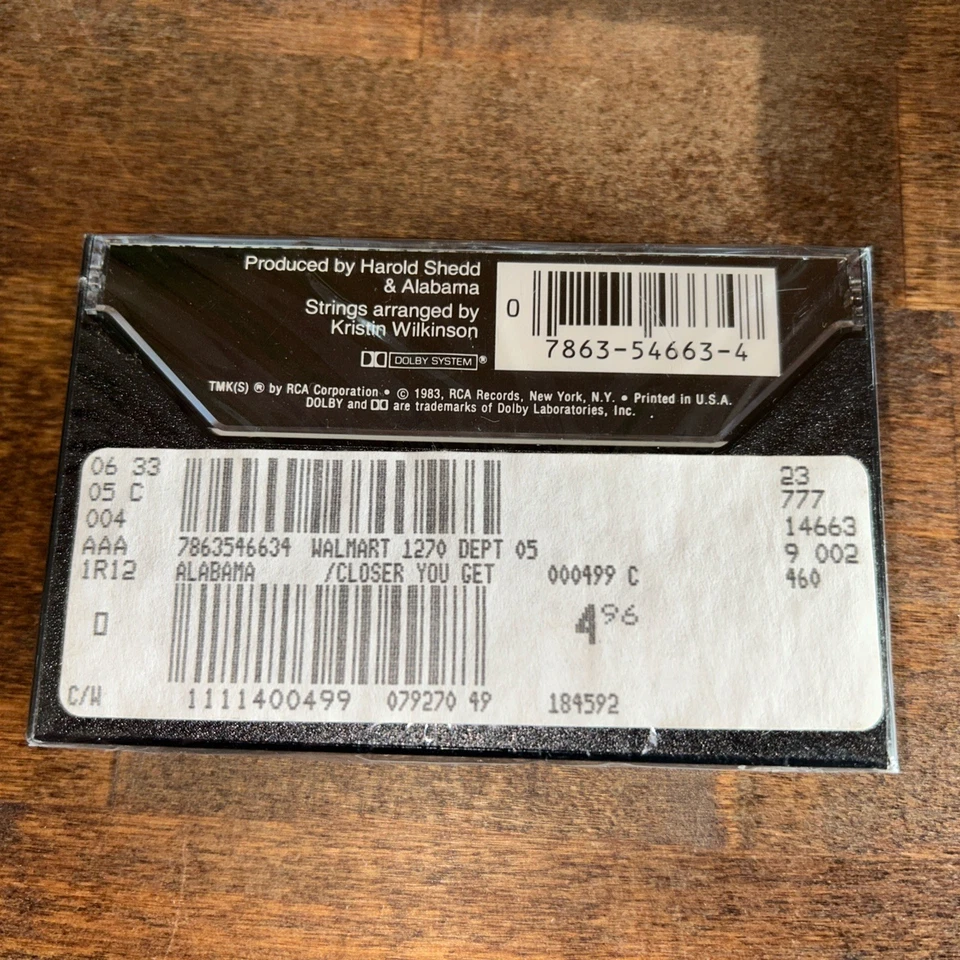 Produced by Harold Shedd
& Alabama
Strings arranged by
Kristin Wilkinson
DOLBY SYSTEM®
TMK(S) ® by RCA Corporation • © 1983, RCA Records, New York, N.Y. • Printed in U.S.A.
DOLBY and are trademarks of Dolby Laboratories, Inc.
0
7863-54663-4
06 33
05 C
004
AAA
1R12
7863546634 WALMART 1270 DEPT 05
ALABAMA /CLOSER YOU GET 000499 C
4 96
C/W 1111400499 079270 49 184592
23
777
14663
9 002
460